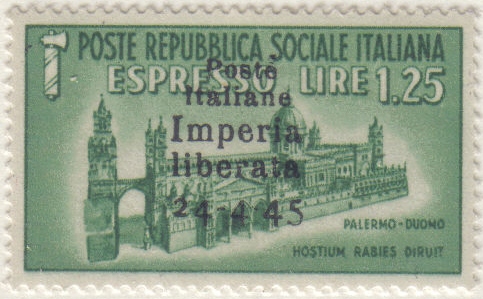 POSTE REPUBBLICA SOCIALE ITALIANA
ESPRESSO LIRE 1.25
Poste
Italiane
Imperia
liberata
24-4-45
PALERMO-DUOMO
HOSTIUM RABIES DIRUIT